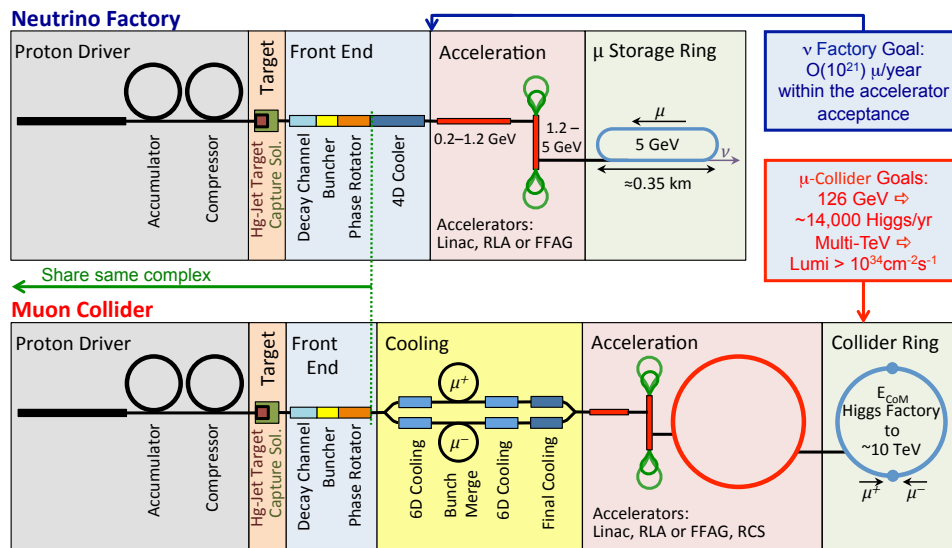 Neutrino Factory
Proton Driver
Accumulator
Compressor
Target
Hg-Jet Target
Capture Sol.
Front End
Decay Channel
Buncher
Phase Rotator
4D Cooler
Acceleration
0.2–1.2 GeV
1.2 –
5 GeV
Accelerators:
Linac, RLA or FFAG
μ Storage Ring
μ
5 GeV
ν
≈0.35 km
ν Factory Goal:
O(10²¹) μ/year
within the accelerator
acceptance
μ-Collider Goals:
126 GeV ⇨
~14,000 Higgs/yr
Multi-TeV ⇨
Lumi > 10³⁴cm⁻²s⁻¹
Share same complex
Muon Collider
Proton Driver
Accumulator
Compressor
Target
Hg-Jet Target
Capture Sol.
Front
End
Decay Channel
Buncher
Phase Rotator
Cooling
μ⁺
μ⁻
6D Cooling
Bunch
Merge
6D Cooling
Final Cooling
Acceleration
Accelerators:
Linac, RLA or FFAG, RCS
Collider Ring
E_CoM
Higgs Factory
to
~10 TeV
μ⁺ μ⁻